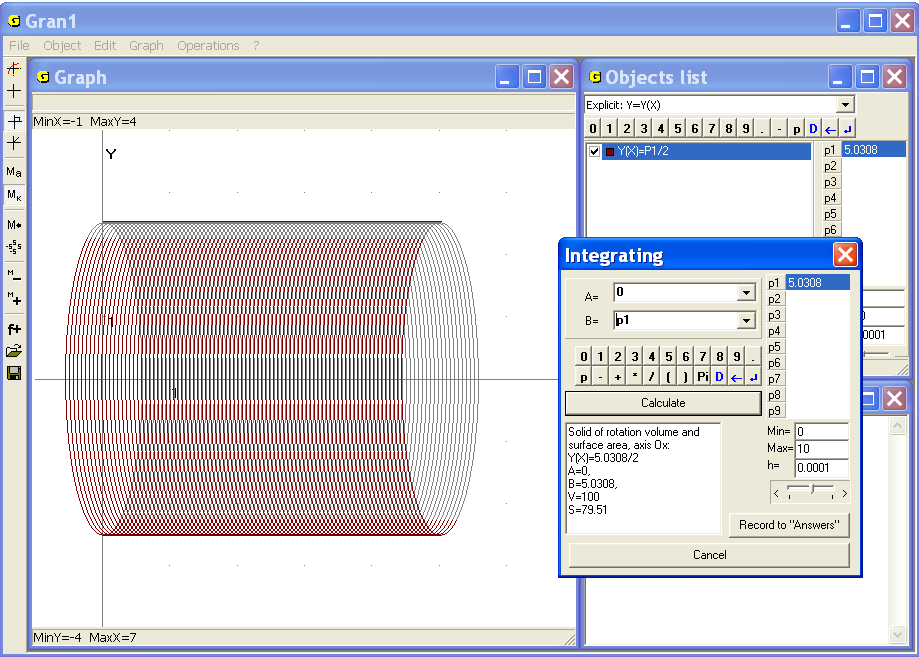 Gran1
File Object Edit Graph Operations ?
Graph
MinX=-1 MaxY=4
Y
1
1
MinY=-4 MaxX=7
Ma
Mк
M
-5 5 5
M
M
f+
Objects list
Explicit: Y=Y(X)
0 1 2 3 4 5 6 7 8 9 . - p D ← ↵
Y(X)=P1/2
p1 5.0308
p2
p3
p4
p5
p6
0001
Integrating
A= 0
B= p1
0 1 2 3 4 5 6 7 8 9 .
p - + * / ( ) Pi D ← ↵
Calculate
Solid of rotation volume and
surface area, axis Ox:
Y(X)=5.0308/2
A=0,
B=5.0308,
V=100
S=79.51
p1 5.0308
p2
p3
p4
p5
p6
p7
p8
p9
Min= 0
Max= 10
h= 0.0001
Record to "Answers"
Cancel